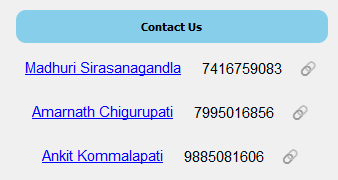 Contact Us
Madhuri Sirasanagandla 7416759083
Amarnath Chigurupati 7995016856
Ankit Kommalapati 9885081606